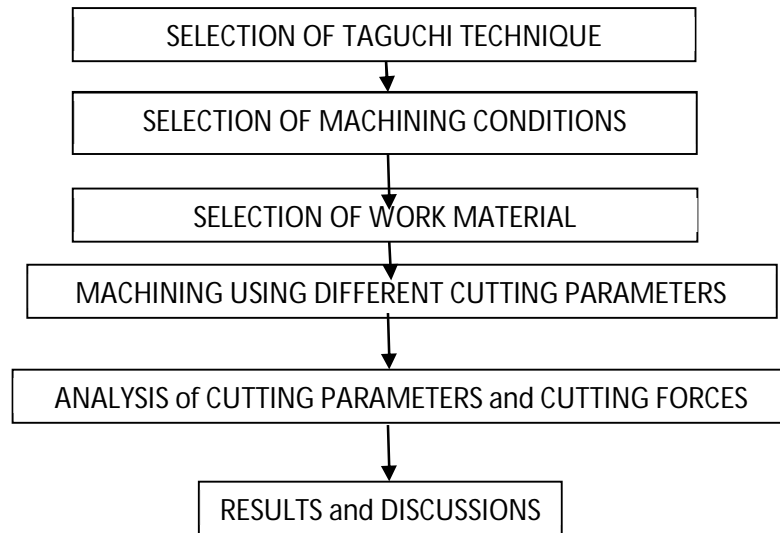 SELECTION OF TAGUCHI TECHNIQUE
SELECTION OF MACHINING CONDITIONS
SELECTION OF WORK MATERIAL
MACHINING USING DIFFERENT CUTTING PARAMETERS
ANALYSIS of CUTTING PARAMETERS and CUTTING FORCES
RESULTS and DISCUSSIONS